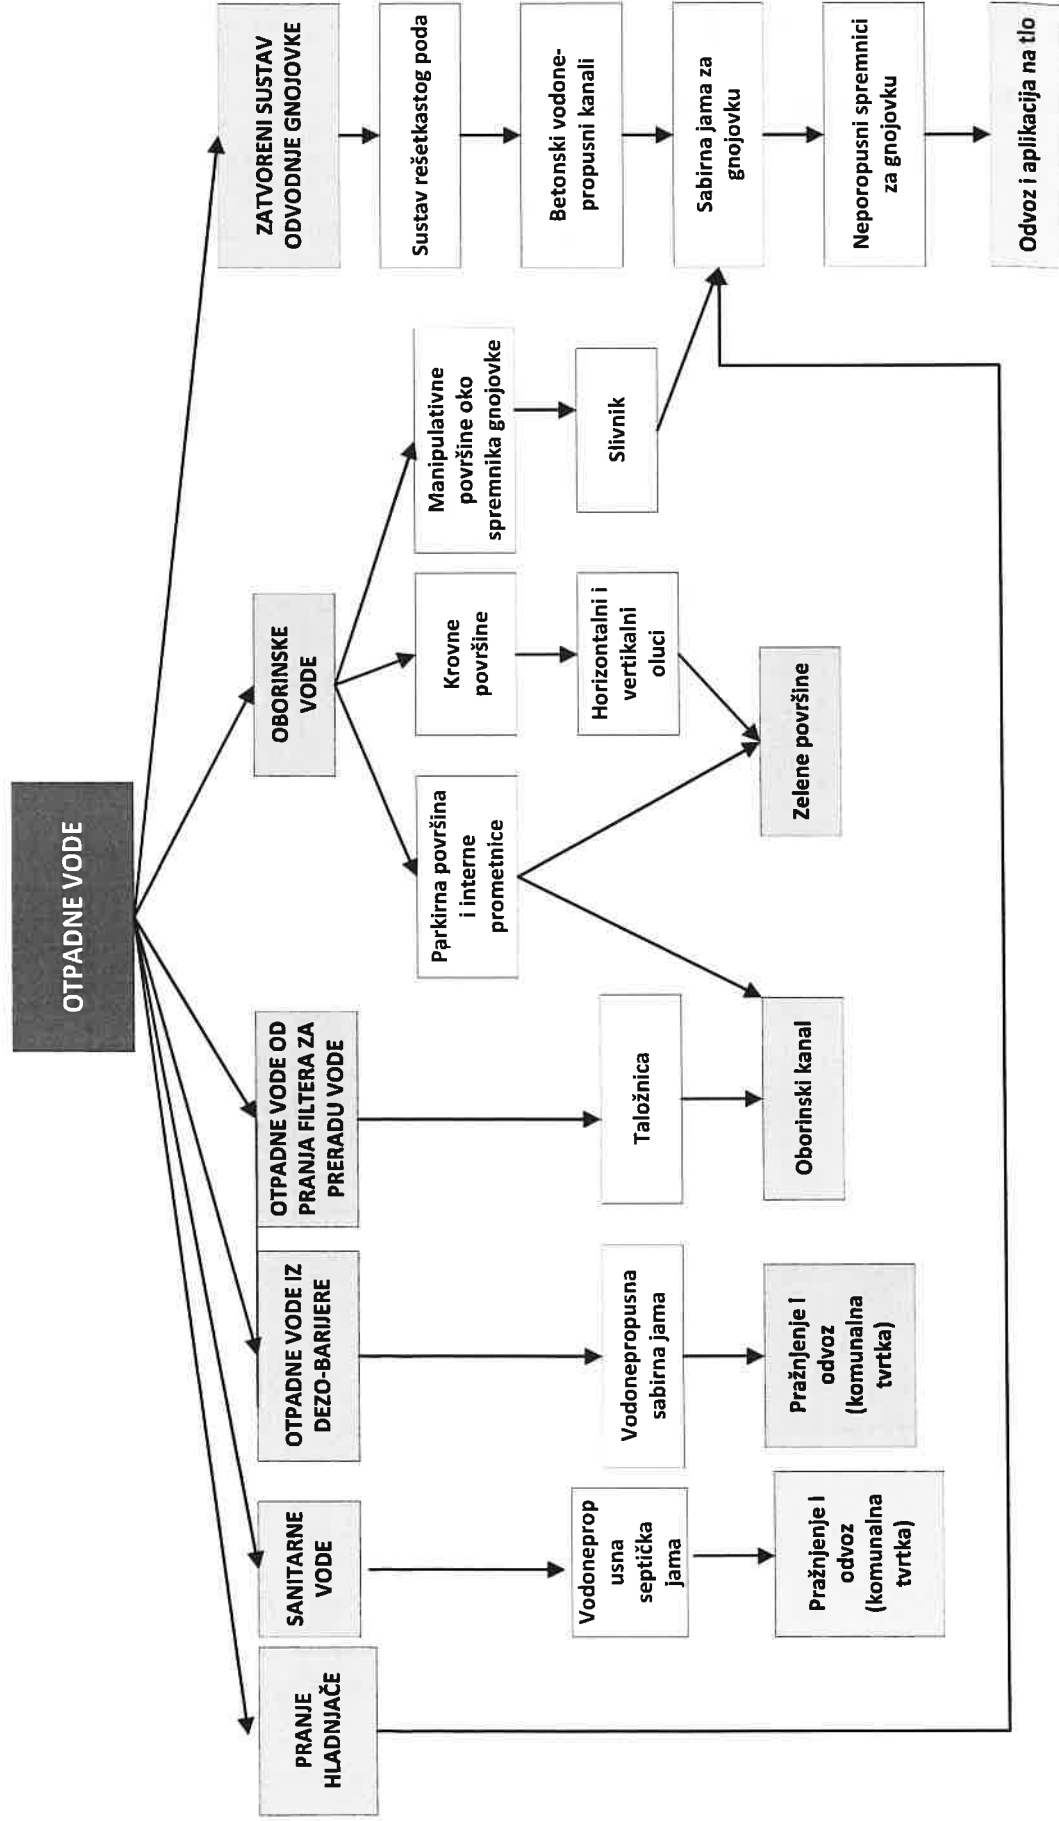 OTPADNE VODE
PRANJE
HLADNJAČE
SANITARNE
VODE
Vodoneprop
usna
septička
jama
Pražnjenje I
odvoz
(komunalna
tvrtka)
OTPADNE VODE IZ
DEZO-BARIJERE
Vodonepropusna
sabirna jama
Pražnjenje I
odvoz
(komunalna
tvrtka)
OTPADNE VODE OD
PRANJA FILTERA ZA
PRERADU VODE
Taložnica
Oborinski kanal
OBORINSKE
VODE
Parkirna površina
i interne
prometnice
Krovne
površine
Horizontalni i
vertikalni
oluci
Zelene površine
Manipulativne
površine oko
spremnika gnojovke
Slivnik
ZATVORENI SUSTAV
ODVODNJE GNOJOVKE
Sustav rešetkastog poda
Betonski vodone-
propusni kanali
Sabirna jama za
gnojovku
Neporopusni spremnici
za gnojovku
Odvoz i aplikacija na tlo